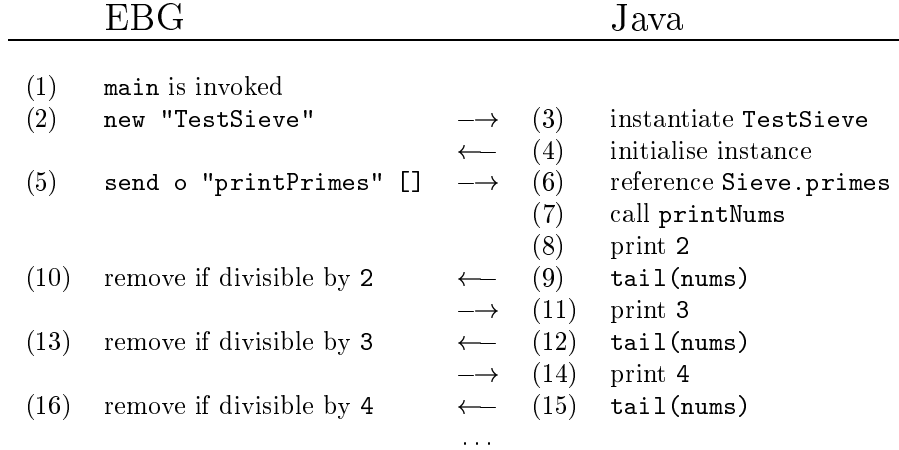 EBG Java
(1) main is invoked
(2) new "TestSieve" ⟶ (3) instantiate TestSieve
⟵ (4) initialise instance
(5) send o "printPrimes" [] ⟶ (6) reference Sieve.primes
(7) call printNums
(8) print 2
(10) remove if divisible by 2 ⟵ (9) tail(nums)
⟶ (11) print 3
(13) remove if divisible by 3 ⟵ (12) tail(nums)
⟶ (14) print 4
(16) remove if divisible by 4 ⟵ (15) tail(nums)
...